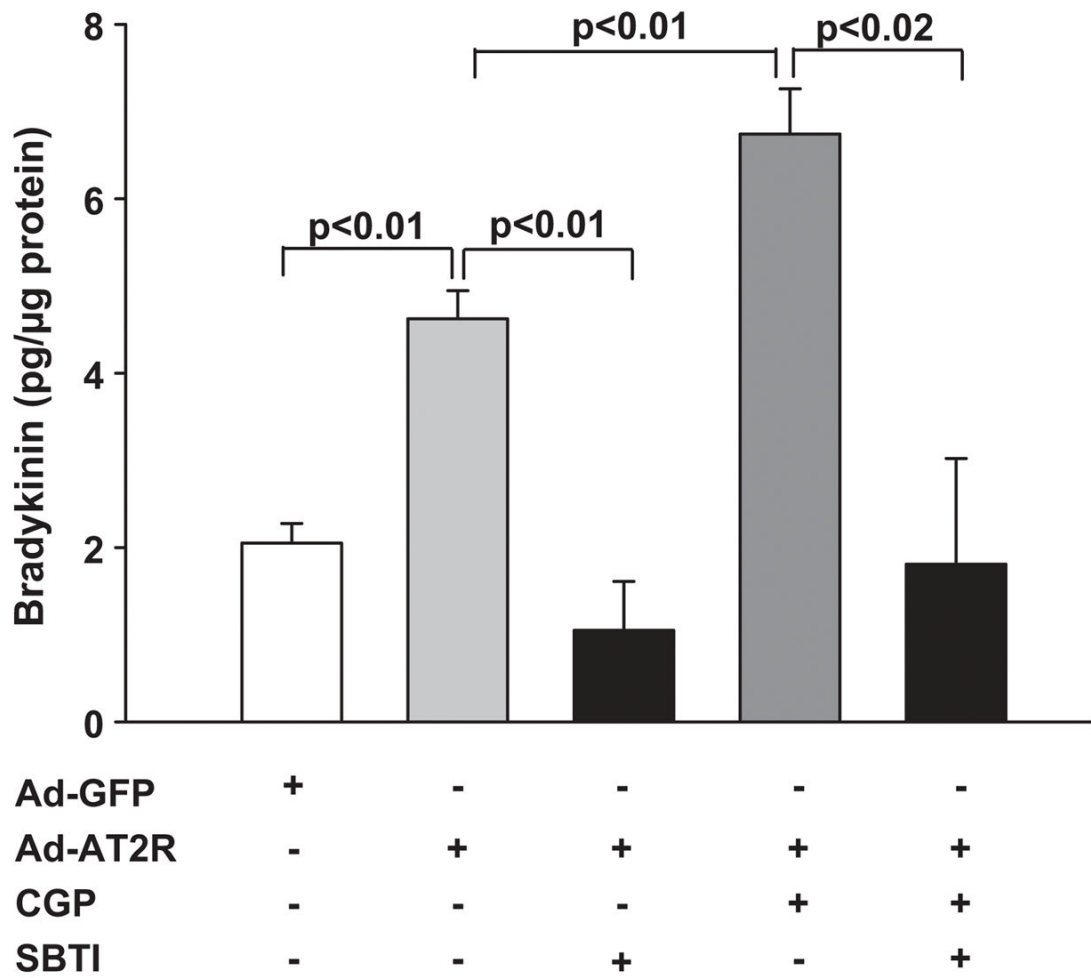 8
p<0.01
p<0.02
6
p<0.01
p<0.01
4
2
0
Bradykinin (pg/µg protein)
Ad-GFP + - - - -
Ad-AT2R - + + + +
CGP - - - + +
SBTI - - + - +